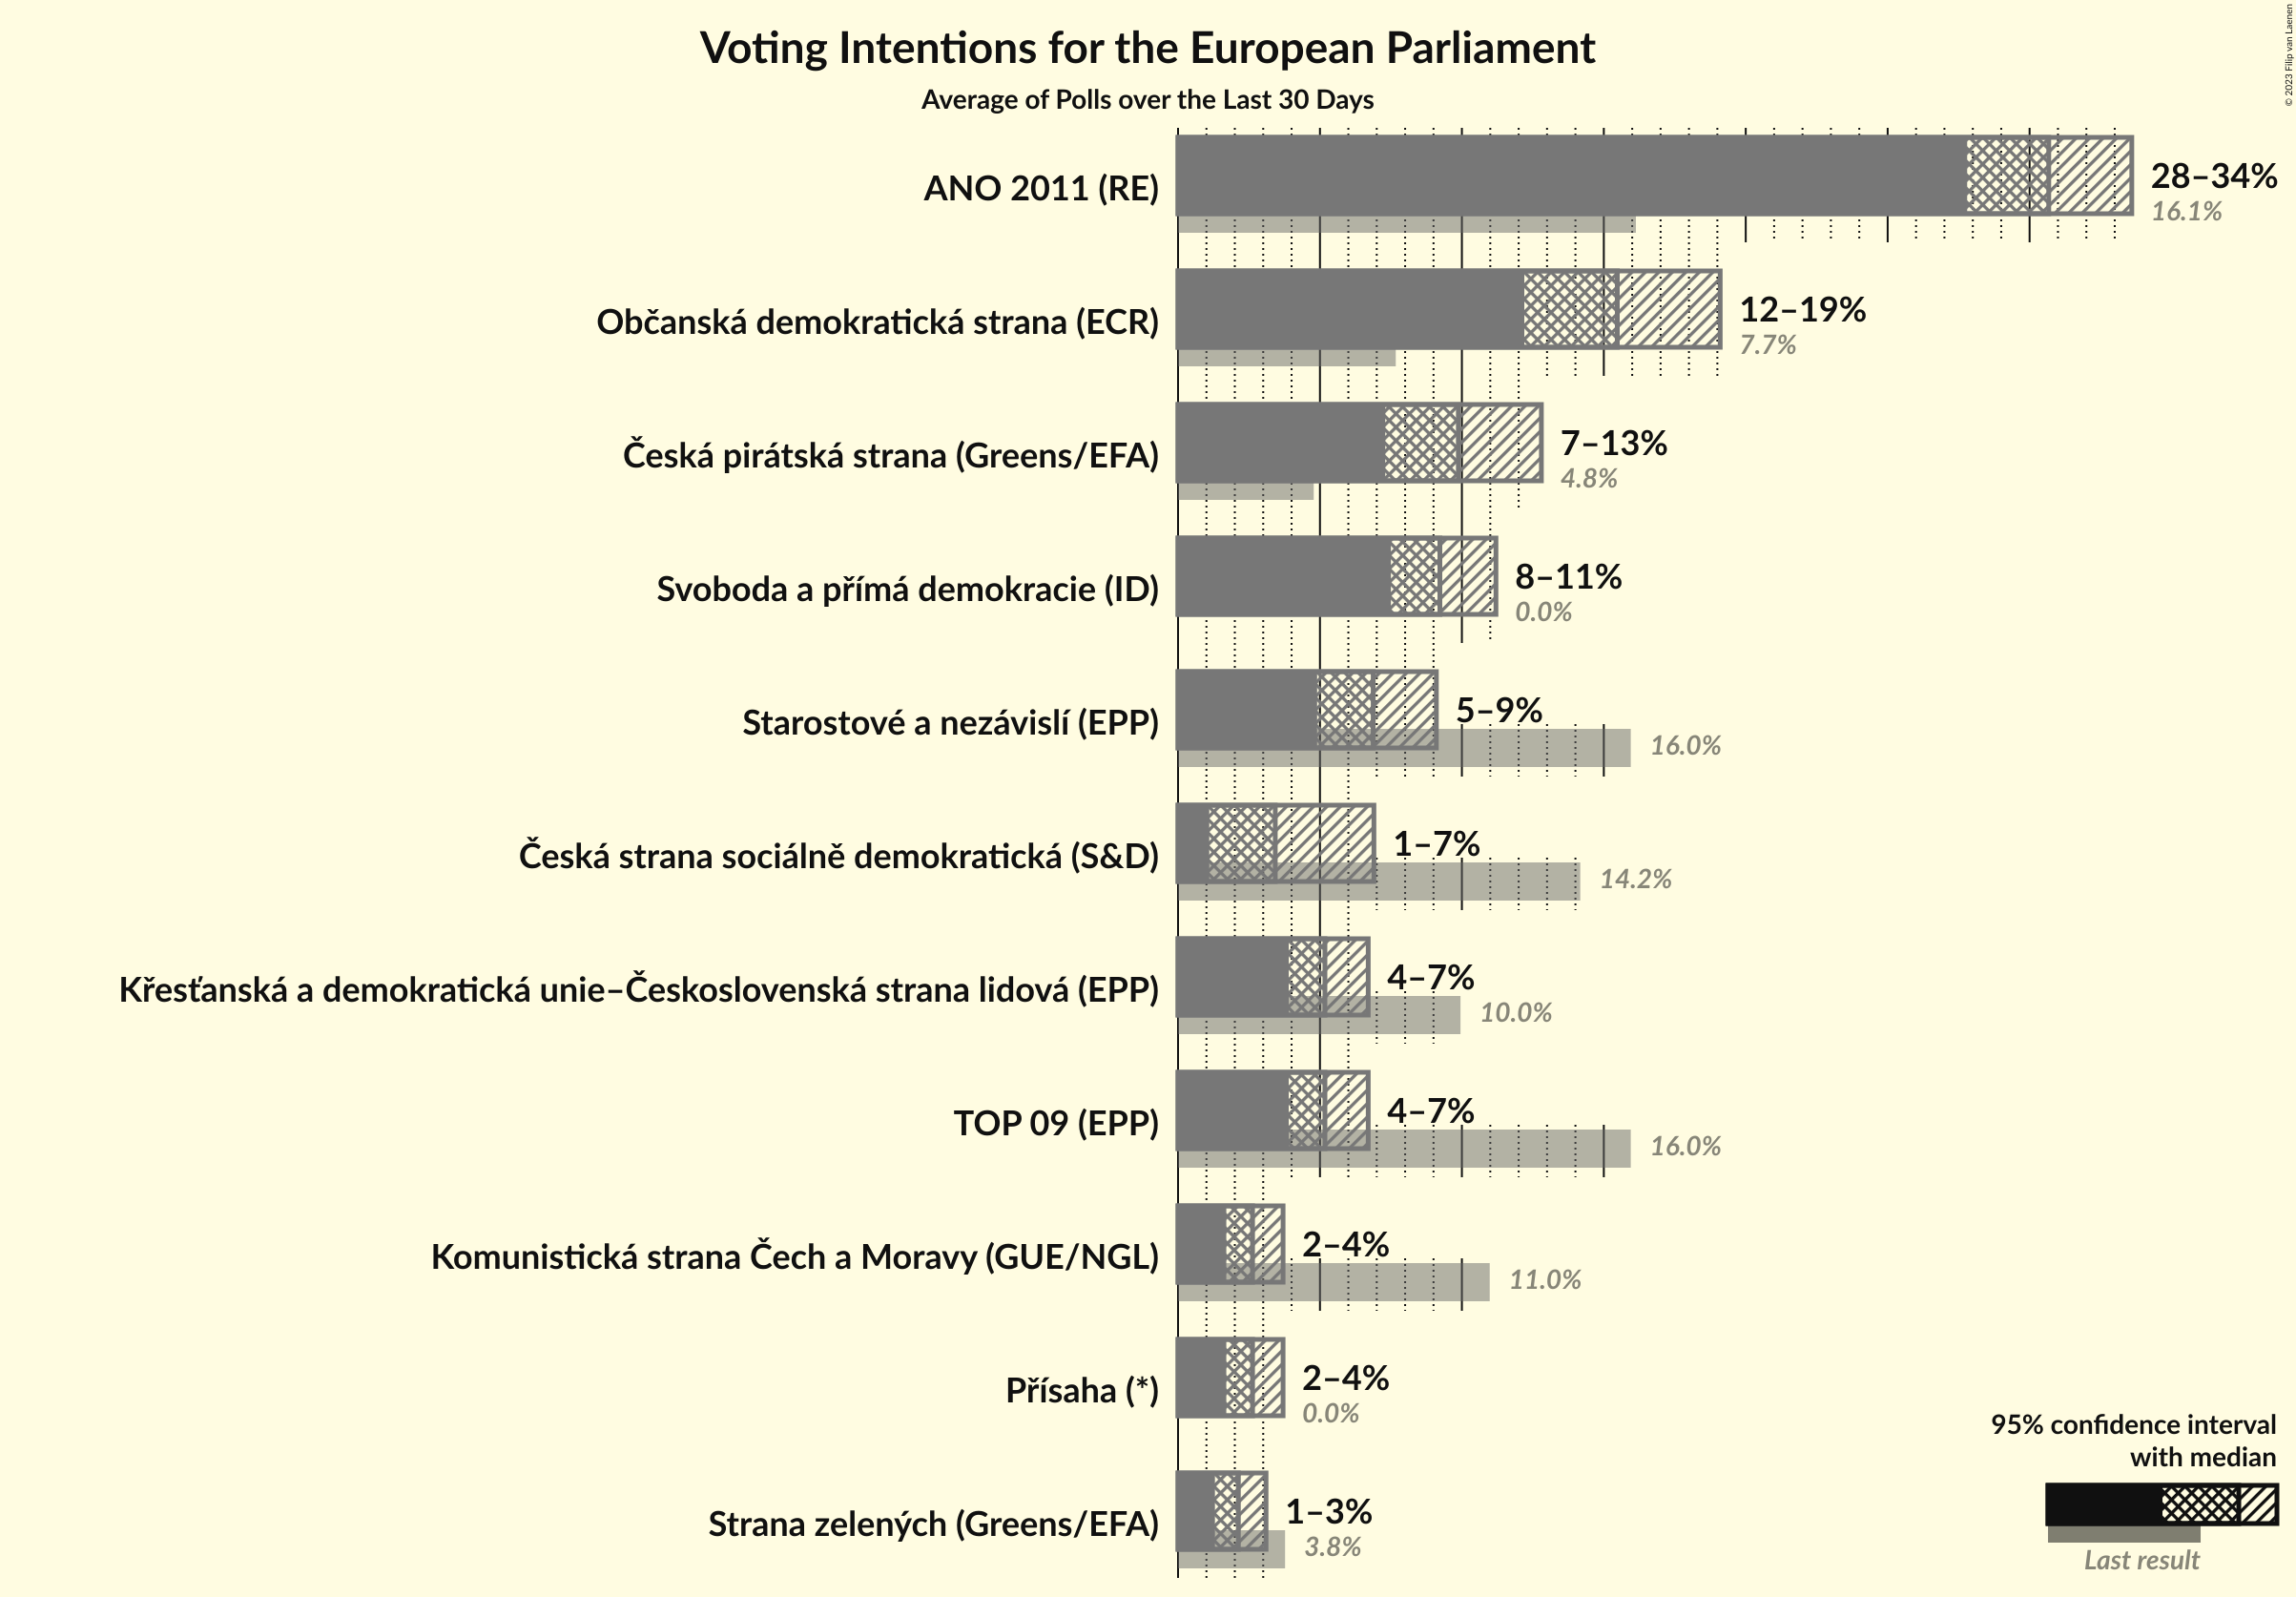 Voting Intentions for the European Parliament
Average of Polls over the Last 30 Days
© 2023 Filip van Laenen
ANO 2011 (RE)
28–34%
16.1%
Občanská demokratická strana (ECR)
12–19%
7.7%
Česká pirátská strana (Greens/EFA)
7–13%
4.8%
Svoboda a přímá demokracie (ID)
8–11%
0.0%
Starostové a nezávislí (EPP)
5–9%
16.0%
Česká strana sociálně demokratická (S&D)
1–7%
14.2%
Křesťanská a demokratická unie–Československá strana lidová (EPP)
4–7%
10.0%
TOP 09 (EPP)
4–7%
16.0%
Komunistická strana Čech a Moravy (GUE/NGL)
2–4%
11.0%
Přísaha (*)
2–4%
0.0%
Strana zelených (Greens/EFA)
1–3%
3.8%
95% confidence interval
with median
Last result